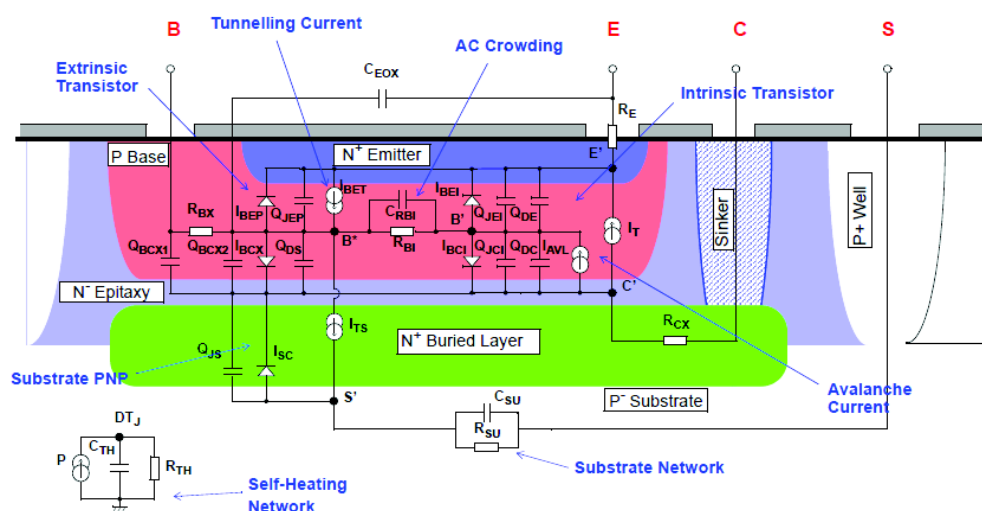 B
Tunnelling Current
E
C
S
Extrinsic Transistor
AC Crowding
C_EOX
R_E
Intrinsic Transistor
P Base
N+ Emitter
E'
I_BET
I_BEP
Q_JEP
C_RBI
I_BEI
Q_JEI
Q_DE
R_BX
B*
R_BI
B'
I_T
Sinker
P+ Well
Q_BCX1
Q_BCX2
I_BCX
Q_DS
I_BCI
Q_JCI
Q_DC
I_AVL
N- Epitaxy
C'
R_CX
I_TS
N+ Buried Layer
Q_JS
I_SC
Substrate PNP
S'
P- Substrate
Avalanche Current
C_SU
R_SU
Substrate Network
DT_J
P
C_TH
R_TH
Self-Heating Network